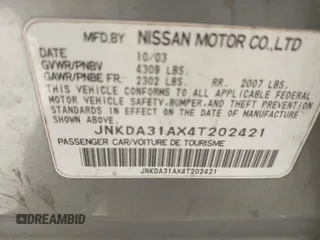 MFD.BY NISSAN MOTOR CO.,LTD
DATE 10/03
GVWR/PNBV 4309 LBS.
GAWR/PNBE FR. 2302 LBS. RR. 2007 LBS.
THIS VEHICLE CONFORMS TO ALL APPLICABLE FEDERAL
MOTOR VEHICLE SAFETY,BUMPER,AND THEFT PREVENTION
STANDARDS IN EFFECT ON THE DATE OF MANUFACTURE
SHOWN ABOVE.
JNKDA31AX4T202421
PASSENGER CAR/VOITURE DE TOURISME
JNKDA31AX4T202421
DREAMBID